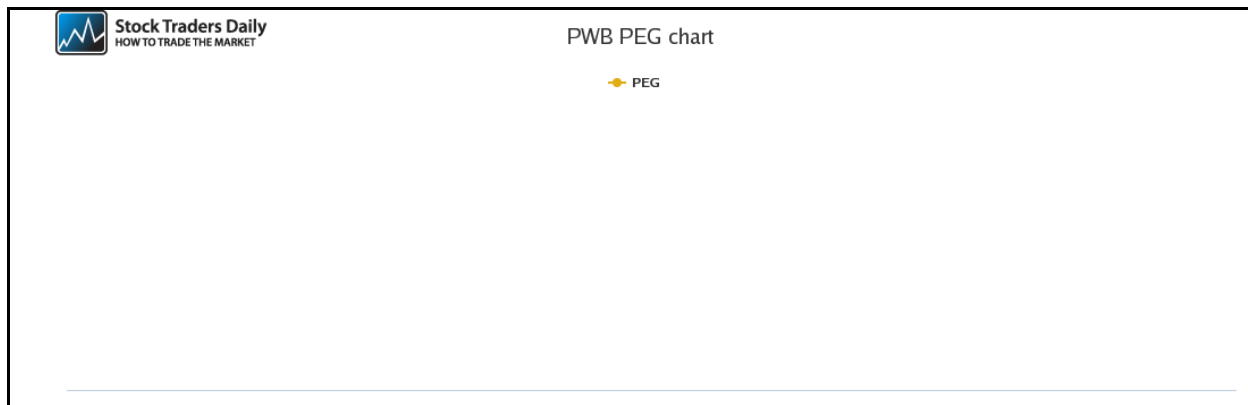 Stock Traders Daily
HOW TO TRADE THE MARKET
PWB PEG chart
PEG